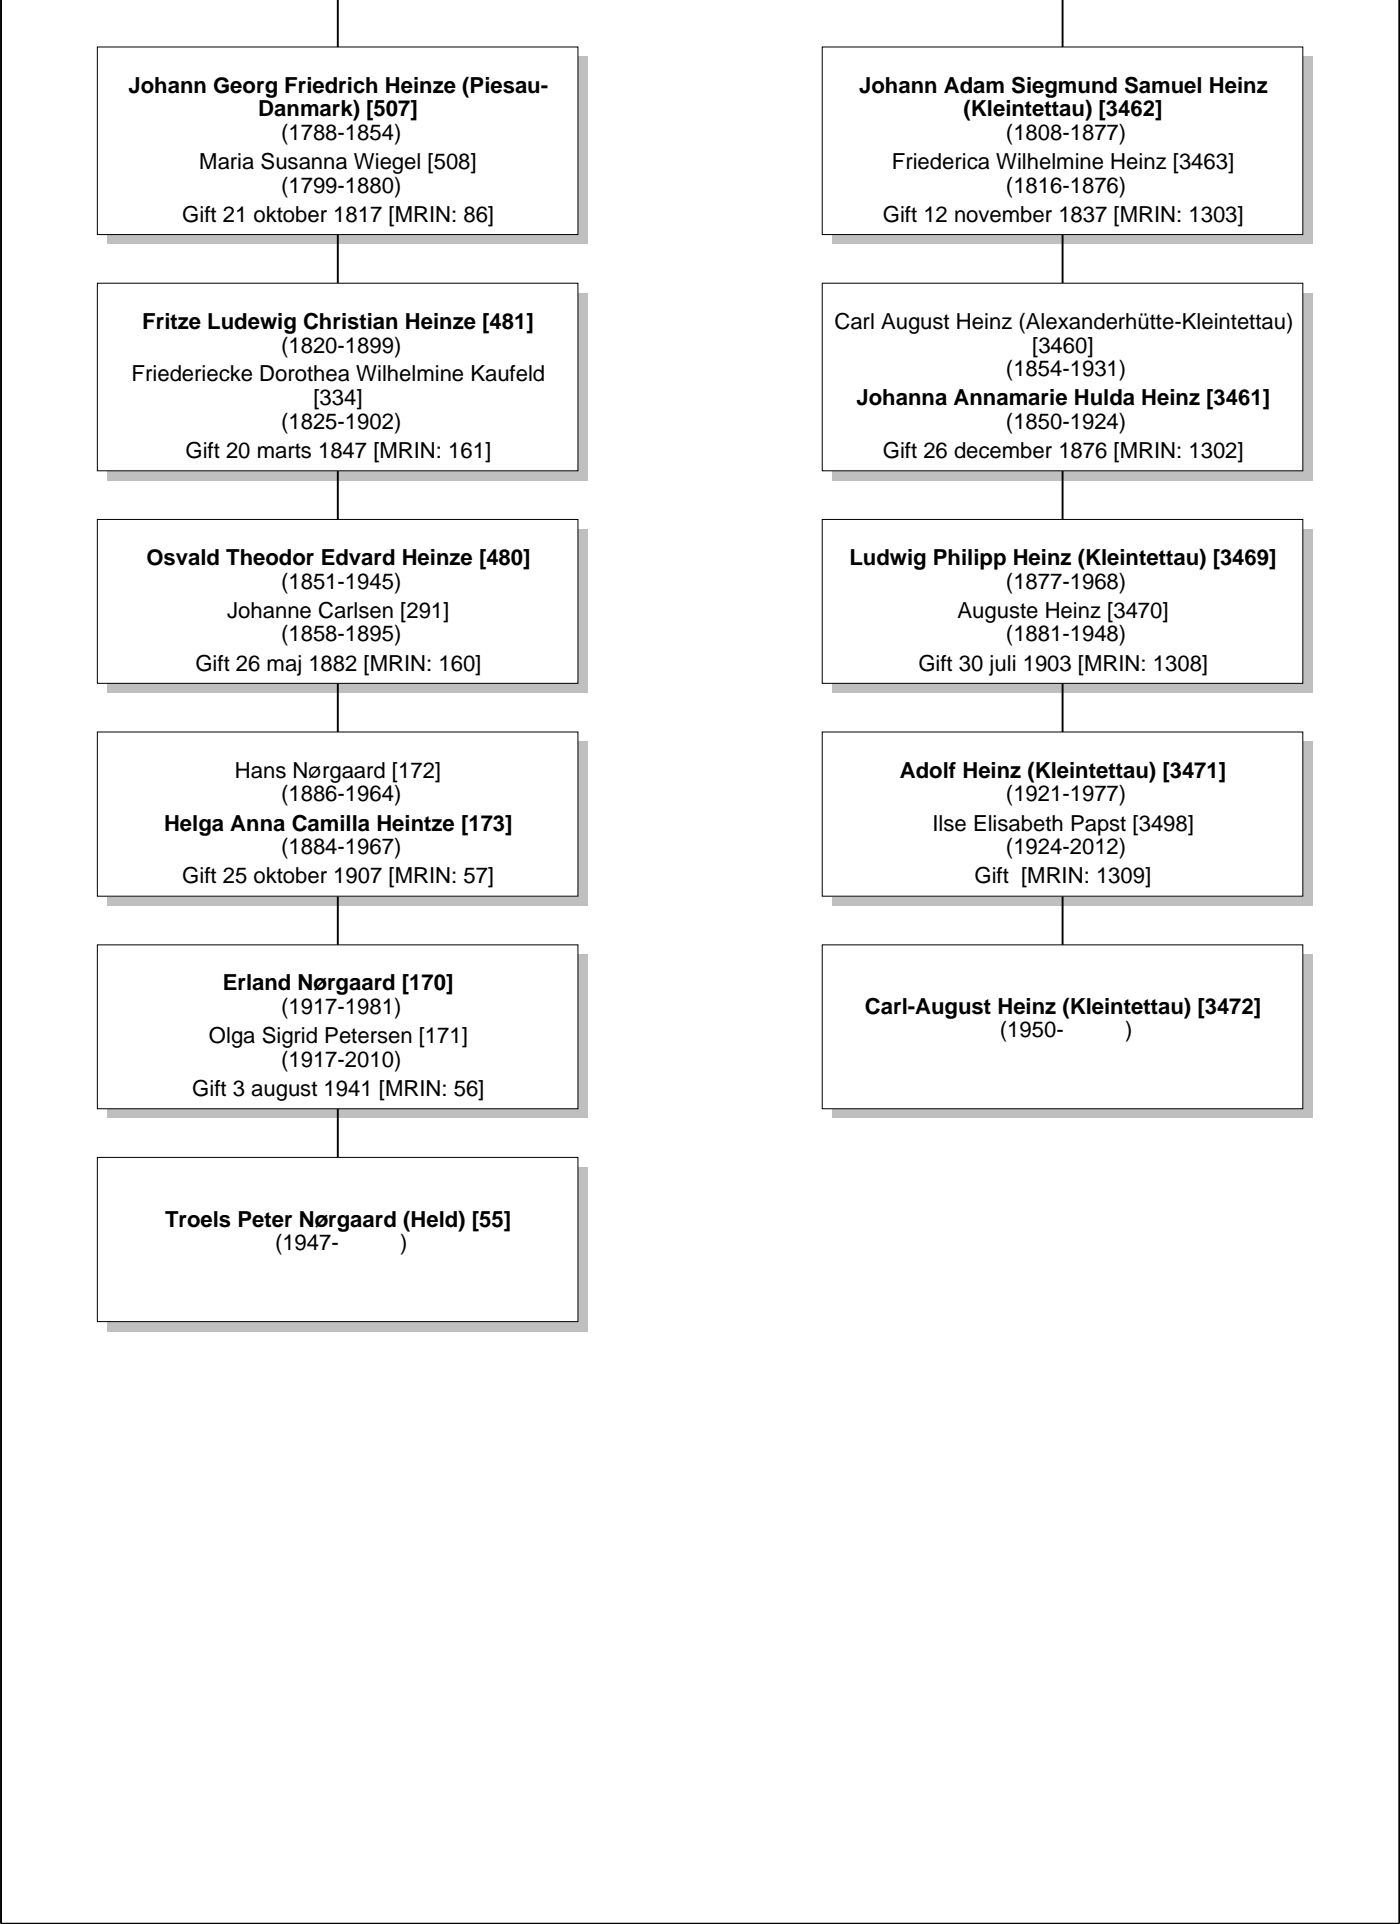 Johann Georg Friedrich Heinze (Piesau-
Danmark) [507]
(1788-1854)
Maria Susanna Wiegel [508]
(1799-1880)
Gift 21 oktober 1817 [MRIN: 86]
Fritze Ludewig Christian Heinze [481]
(1820-1899)
Friederiecke Dorothea Wilhelmine Kaufeld
[334]
(1825-1902)
Gift 20 marts 1847 [MRIN: 161]
Osvald Theodor Edvard Heinze [480]
(1851-1945)
Johanne Carlsen [291]
(1858-1895)
Gift 26 maj 1882 [MRIN: 160]
Hans Nørgaard [172]
(1886-1964)
Helga Anna Camilla Heintze [173]
(1884-1967)
Gift 25 oktober 1907 [MRIN: 57]
Erland Nørgaard [170]
(1917-1981)
Olga Sigrid Petersen [171]
(1917-2010)
Gift 3 august 1941 [MRIN: 56]
Troels Peter Nørgaard (Held) [55]
(1947-          )
Johann Adam Siegmund Samuel Heinz
(Kleintettau) [3462]
(1808-1877)
Friederica Wilhelmine Heinz [3463]
(1816-1876)
Gift 12 november 1837 [MRIN: 1303]
Carl August Heinz (Alexanderhütte-Kleintettau)
[3460]
(1854-1931)
Johanna Annamarie Hulda Heinz [3461]
(1850-1924)
Gift 26 december 1876 [MRIN: 1302]
Ludwig Philipp Heinz (Kleintettau) [3469]
(1877-1968)
Auguste Heinz [3470]
(1881-1948)
Gift 30 juli 1903 [MRIN: 1308]
Adolf Heinz (Kleintettau) [3471]
(1921-1977)
Ilse Elisabeth Papst [3498]
(1924-2012)
Gift  [MRIN: 1309]
Carl-August Heinz (Kleintettau) [3472]
(1950-          )